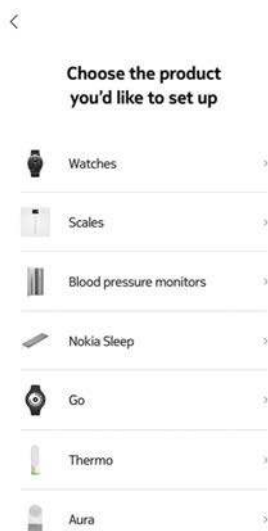 Choose the product
you'd like to set up
Watches
Scales
Blood pressure monitors
Nokia Sleep
Go
Thermo
Aura